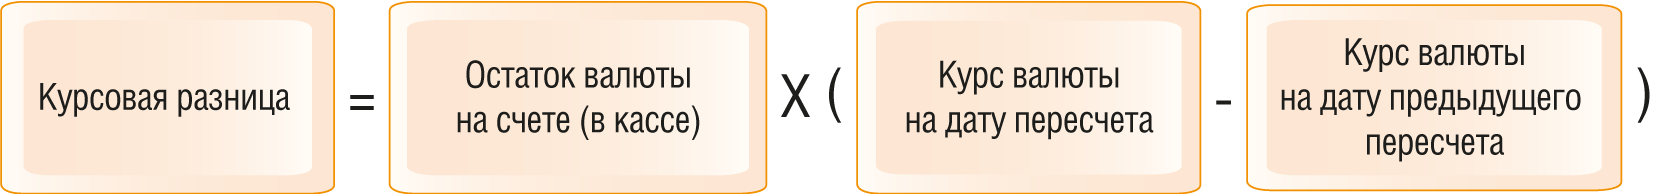 Курсовая разница
=
Остаток валюты
на счете (в кассе)
X (
Курс валюты
на дату пересчета
-
Курс валюты
на дату предыдущего
пересчета
)